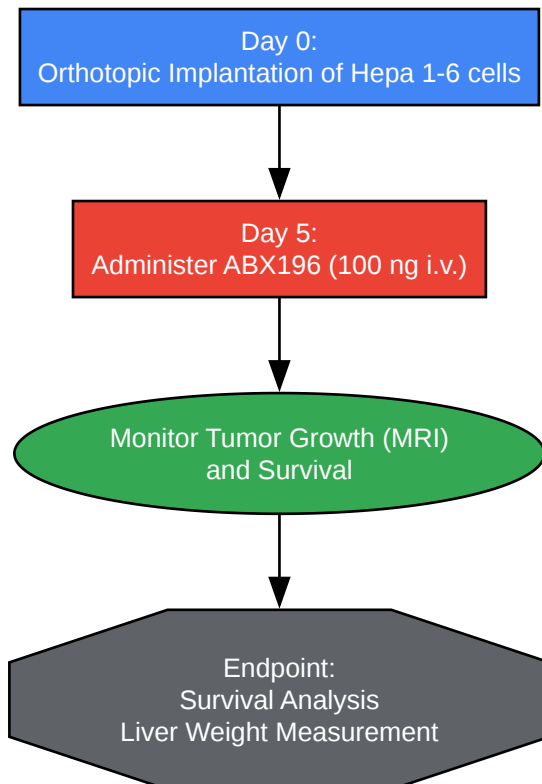 Day 0:
Orthotopic Implantation of Hepa 1-6 cells
Day 5:
Administer ABX196 (100 ng i.v.)
Monitor Tumor Growth (MRI)
and Survival
Endpoint:
Survival Analysis
Liver Weight Measurement